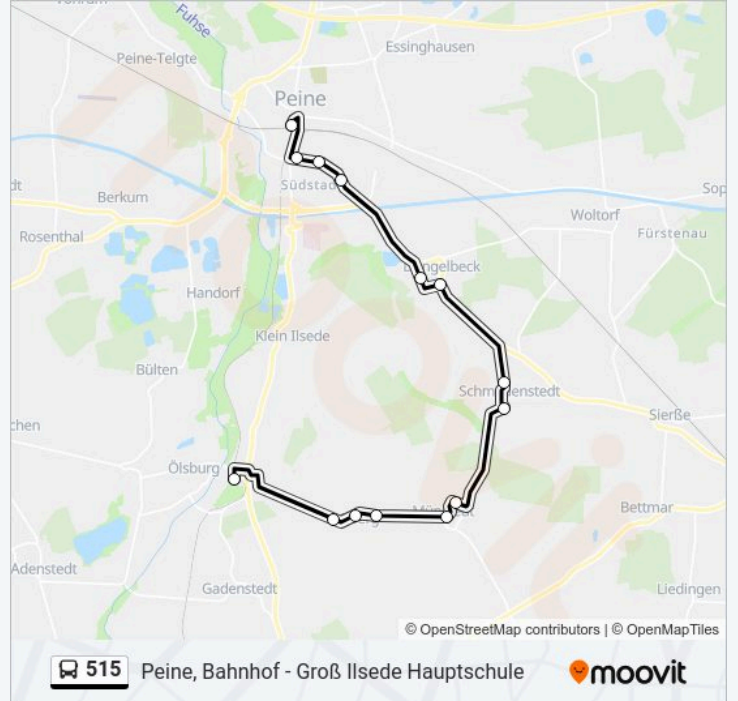 Fuhse
Essinghausen
Peine-Telgte
Peine
Südstadt
Berkum
Woltorf
Rosenthal
Fürstenau
Handorf
Klein Ilsede
Bülten
Sierße
Ölsburg
Bettmar
Adenstedt
Gadenstedt
Liedingen
© OpenStreetMap contributors | © OpenMapTiles
515 Peine, Bahnhof - Groß Ilsede Hauptschule moovit